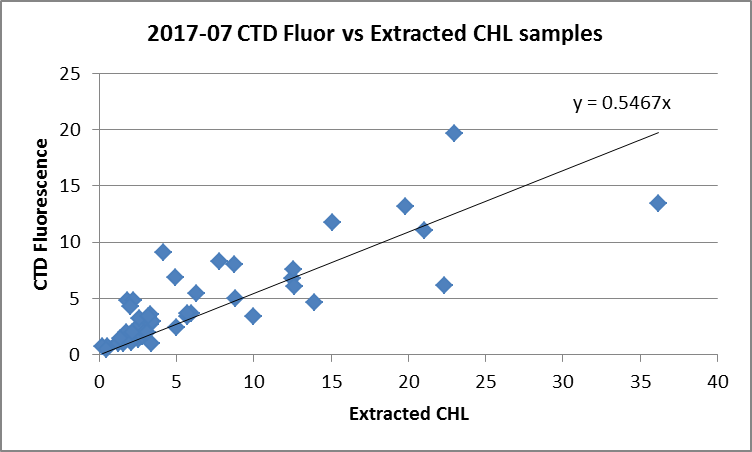 2017-07 CTD Fluor vs Extracted CHL samples
25
y = 0.5467x
20
15
CTD Fluorescence
10
5
0
0 5 10 15 20 25 30 35 40
Extracted CHL